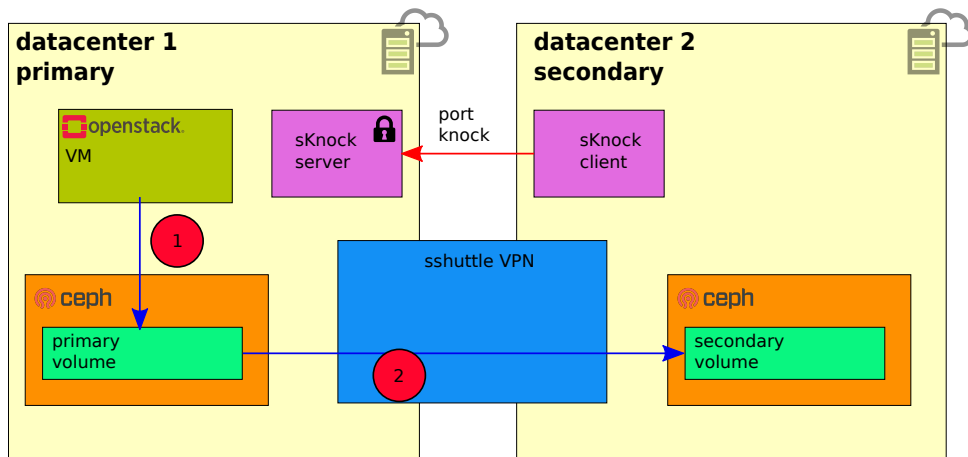 datacenter 1
primary
datacenter 2
secondary
openstack.
VM
sKnock
server
port
knock
sKnock
client
1
sshuttle VPN
ceph
primary
volume
2
ceph
secondary
volume